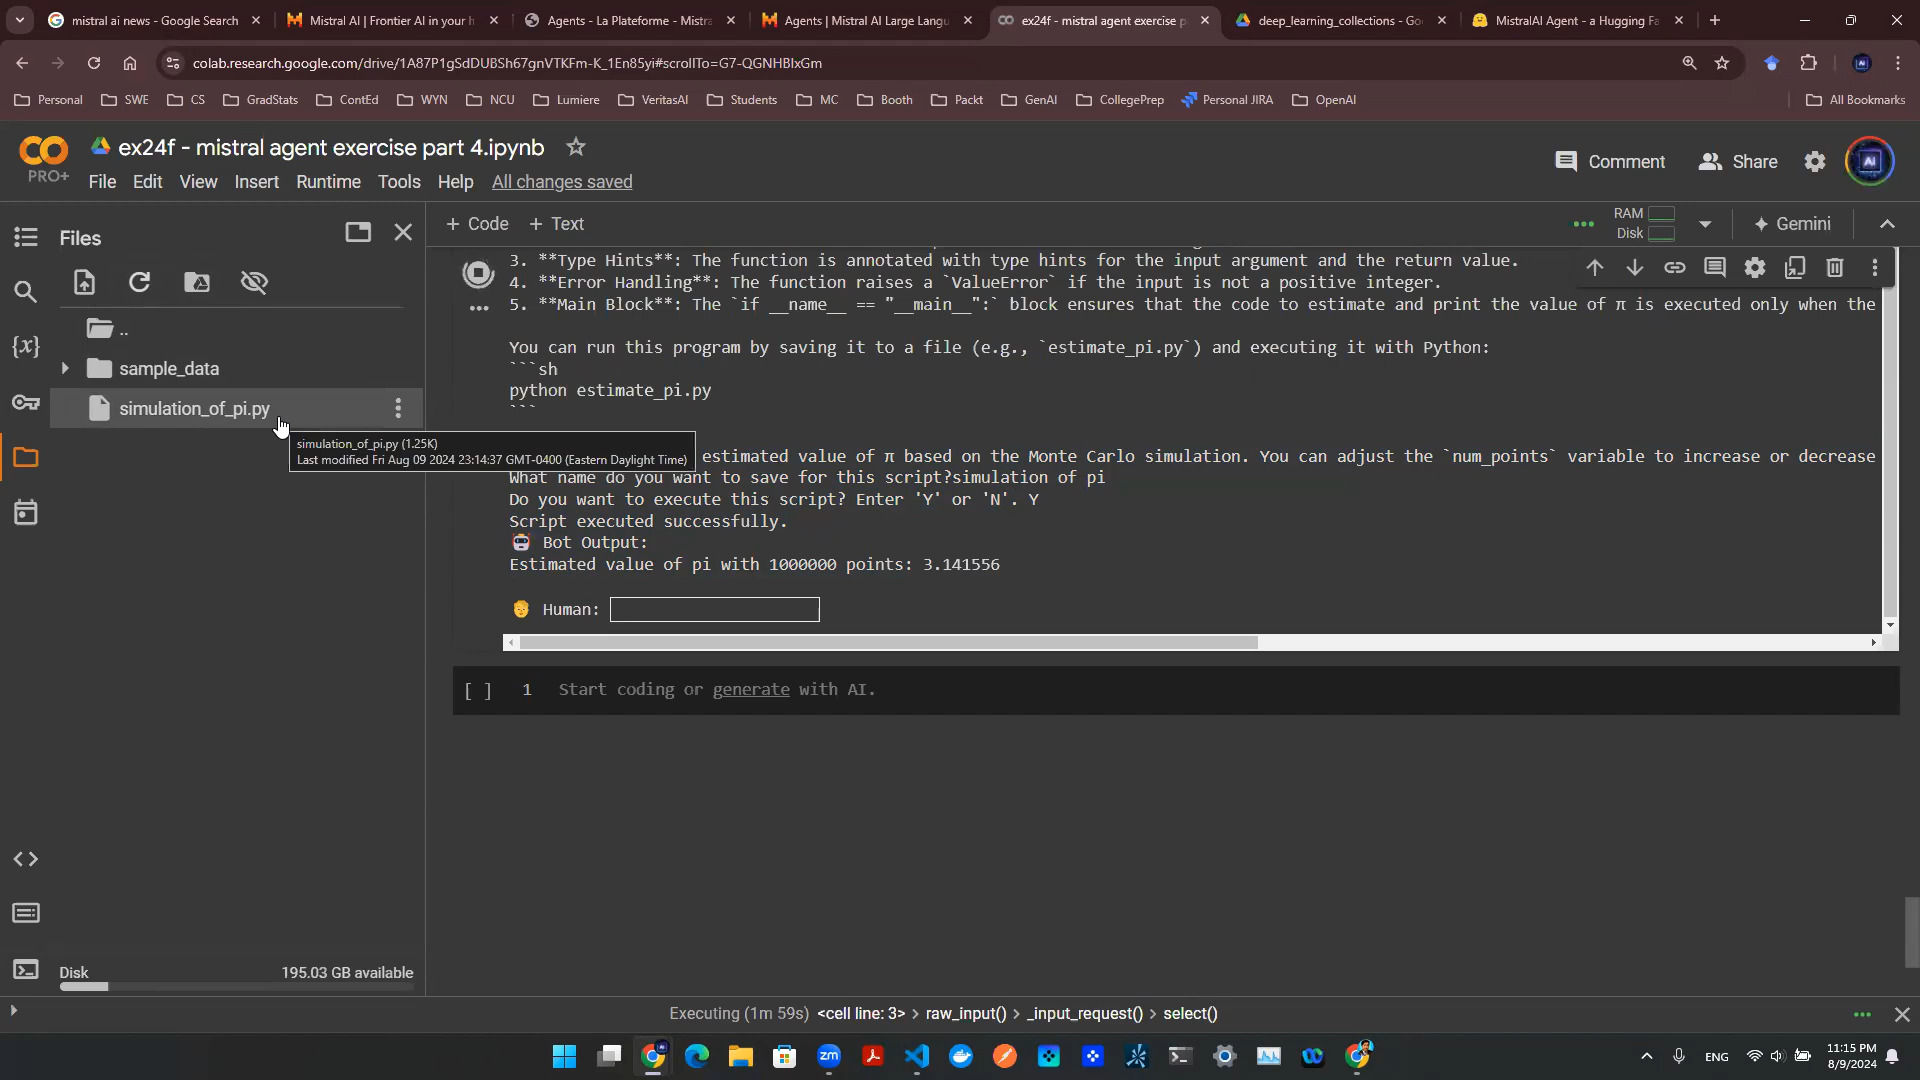 mistral ai news - Google Search
Mistral AI | Frontier AI in your h
Agents - La Plateforme - Mistra
Agents | Mistral AI Large Langu
ex24f - mistral agent exercise p
deep_learning_collections - Goo
MistralAI Agent - a Hugging Fa
colab.research.google.com/drive/1A87P1gSdDUBSh67gnVTKFm-K_1En85yi#scrollTo=G7-QGNHBIxGm
Personal
SWE
CS
GradStats
ContEd
WYN
NCU
Lumiere
VeritasAI
Students
MC
Booth
Packt
GenAI
CollegePrep
Personal JIRA
OpenAI
All Bookmarks
PRO+
ex24f - mistral agent exercise part 4.ipynb
File Edit View Insert Runtime Tools Help All changes saved
Comment
Share
AI
Files
+ Code + Text
RAM
Disk
Gemini
..
sample_data
simulation_of_pi.py
simulation_of_pi.py (1.25K)
Last modified Fri Aug 09 2024 23:14:37 GMT-0400 (Eastern Daylight Time)
3. **Type Hints**: The function is annotated with type hints for the input argument and the return value.
4. **Error Handling**: The function raises a `ValueError` if the input is not a positive integer.
5. **Main Block**: The `if __name__ == "__main__":` block ensures that the code to estimate and print the value of π is executed only when the
You can run this program by saving it to a file (e.g., `estimate_pi.py`) and executing it with Python:
```sh
python estimate_pi.py
```
estimated value of π based on the Monte Carlo simulation. You can adjust the `num_points` variable to increase or decrease
What name do you want to save for this script?simulation of pi
Do you want to execute this script? Enter 'Y' or 'N'. Y
Script executed successfully.
🤖 Bot Output:
Estimated value of pi with 1000000 points: 3.141556
Human:
[ ] 1 Start coding or generate with AI.
Disk 195.03 GB available
Executing (1m 59s) <cell line: 3> > raw_input() > _input_request() > select()
zm
ENG
11:15 PM
8/9/2024